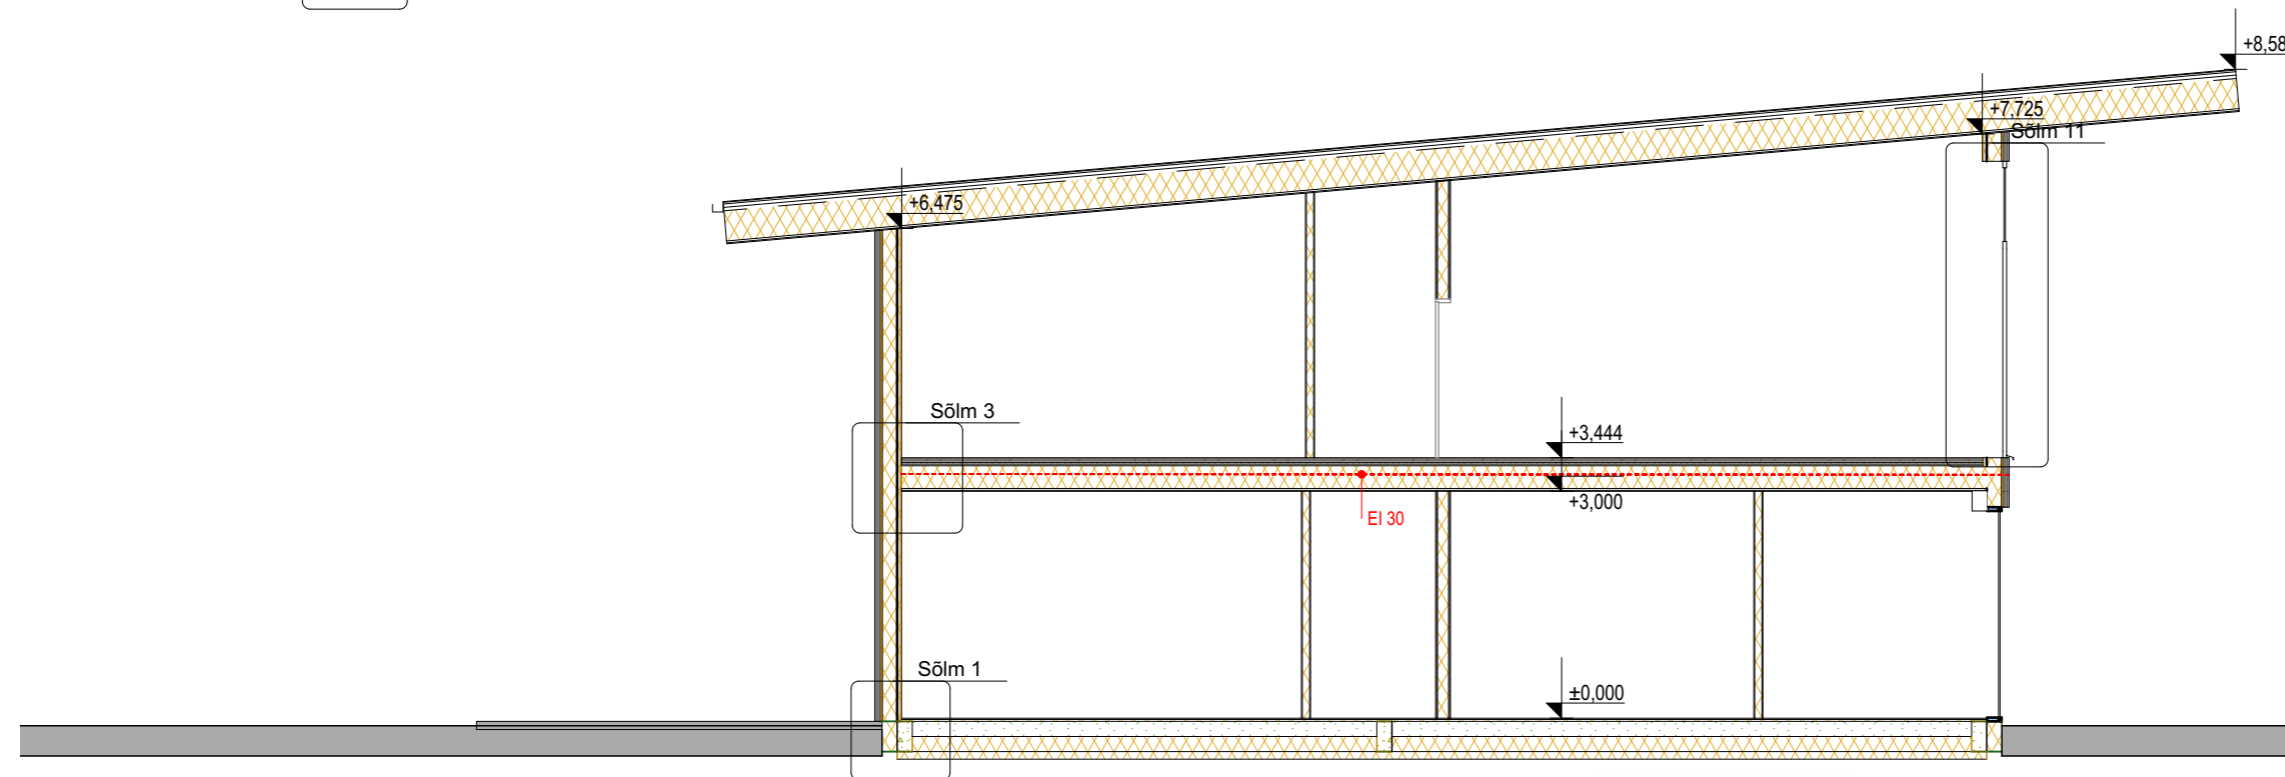 +8,58
+7,725
Sõlm 11
+6,475
Sõlm 3
+3,444
+3,000
EI 30
Sõlm 1
±0,000